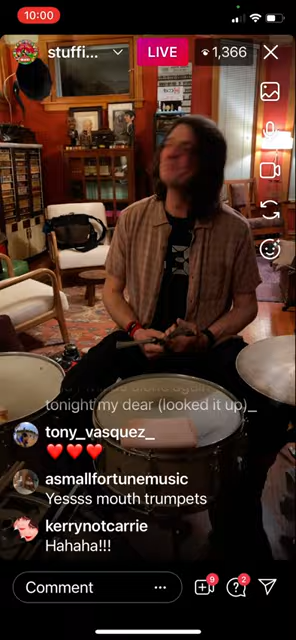 10:00
stuffi...
LIVE
1,366
tonight my dear (looked it up)_
tony_vasquez_
❤️❤️❤️
asmallfortunemusic
Yessss mouth trumpets
kerrynotcarrie
Hahaha!!!
Comment
9
2